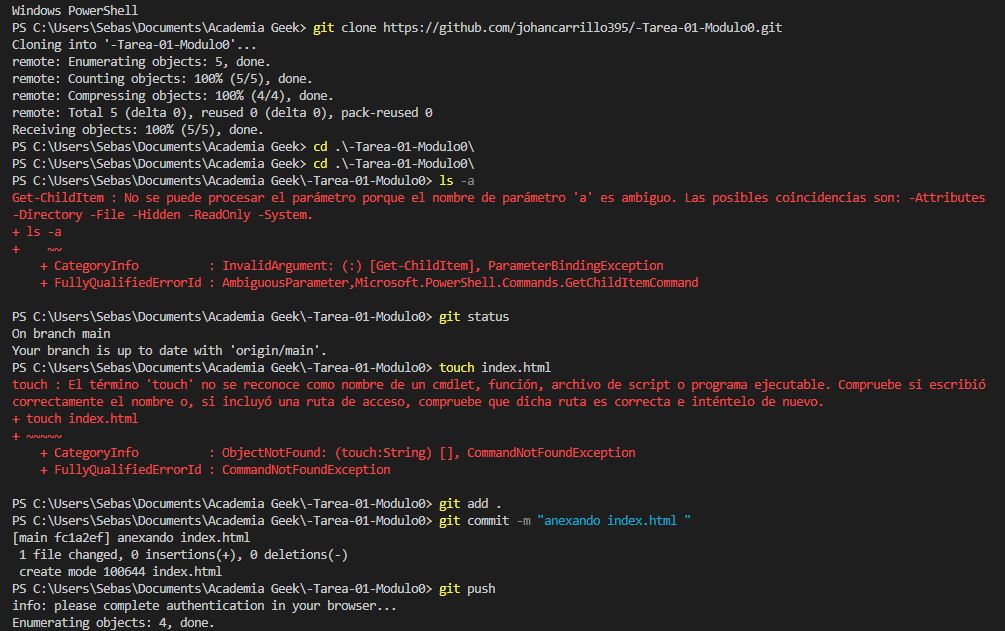 Windows PowerShell
PS C:\Users\Sebas\Documents\Academia Geek> git clone https://github.com/johancarrillo395/-Tarea-01-Modulo0.git
Cloning into '-Tarea-01-Modulo0'...
remote: Enumerating objects: 5, done.
remote: Counting objects: 100% (5/5), done.
remote: Compressing objects: 100% (4/4), done.
remote: Total 5 (delta 0), reused 0 (delta 0), pack-reused 0
Receiving objects: 100% (5/5), done.
PS C:\Users\Sebas\Documents\Academia Geek> cd .\-Tarea-01-Modulo0\
PS C:\Users\Sebas\Documents\Academia Geek> cd .\-Tarea-01-Modulo0\
PS C:\Users\Sebas\Documents\Academia Geek\-Tarea-01-Modulo0> ls -a
Get-ChildItem : No se puede procesar el parámetro porque el nombre de parámetro 'a' es ambiguo. Las posibles coincidencias son: -Attributes
-Directory -File -Hidden -ReadOnly -System.
+ ls -a
+    ~~
    + CategoryInfo          : InvalidArgument: (:) [Get-ChildItem], ParameterBindingException
    + FullyQualifiedErrorId : AmbiguousParameter,Microsoft.PowerShell.Commands.GetChildItemCommand
PS C:\Users\Sebas\Documents\Academia Geek\-Tarea-01-Modulo0> git status
On branch main
Your branch is up to date with 'origin/main'.
PS C:\Users\Sebas\Documents\Academia Geek\-Tarea-01-Modulo0> touch index.html
touch : El término 'touch' no se reconoce como nombre de un cmdlet, función, archivo de script o programa ejecutable. Compruebe si escribió
correctamente el nombre o, si incluyó una ruta de acceso, compruebe que dicha ruta es correcta e inténtelo de nuevo.
+ touch index.html
+ ~~~~~
    + CategoryInfo          : ObjectNotFound: (touch:String) [], CommandNotFoundException
    + FullyQualifiedErrorId : CommandNotFoundException
PS C:\Users\Sebas\Documents\Academia Geek\-Tarea-01-Modulo0> git add .
PS C:\Users\Sebas\Documents\Academia Geek\-Tarea-01-Modulo0> git commit -m "anexando index.html "
[main fc1a2ef] anexando index.html
 1 file changed, 0 insertions(+), 0 deletions(-)
 create mode 100644 index.html
PS C:\Users\Sebas\Documents\Academia Geek\-Tarea-01-Modulo0> git push
info: please complete authentication in your browser...
Enumerating objects: 4, done.